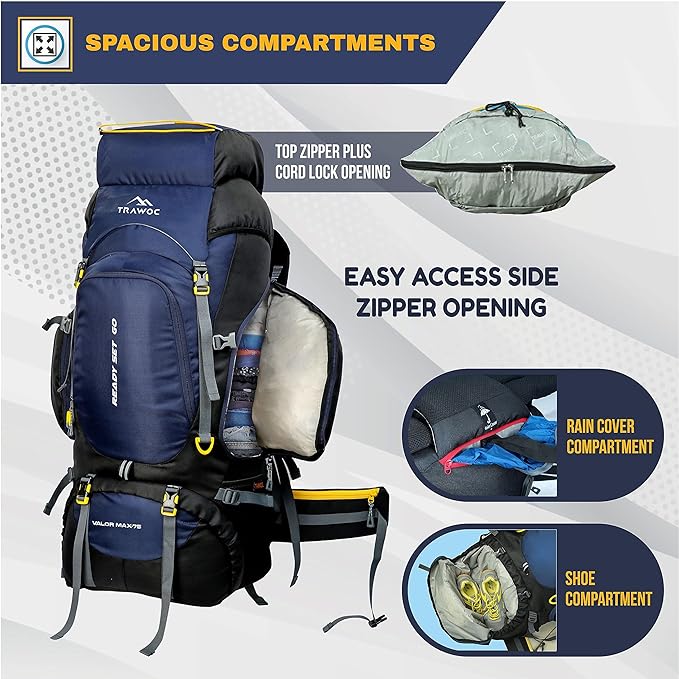 SPACIOUS COMPARTMENTS
TOP ZIPPER PLUS
CORD LOCK OPENING
TRAWOC
EASY ACCESS SIDE
ZIPPER OPENING
READY SET GO
RAIN COVER
COMPARTMENT
VALOR MAX-75
SHOE
COMPARTMENT